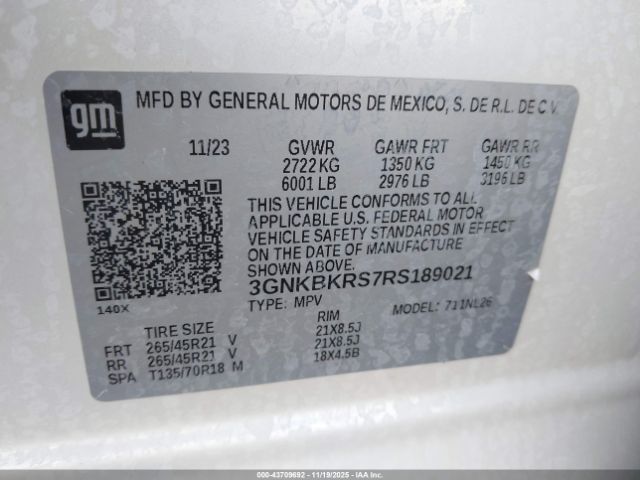 gm
MFD BY GENERAL MOTORS DE MEXICO, S. DE R.L. DE C.V.
11/23 GVWR GAWR FRT GAWR RR
2722 KG 1350 KG 1450 KG
6001 LB 2976 LB 3196 LB
THIS VEHICLE CONFORMS TO ALL
APPLICABLE U.S. FEDERAL MOTOR
VEHICLE SAFETY STANDARDS IN EFFECT
ON THE DATE OF MANUFACTURE
SHOWN ABOVE.
3GNKBKRS7RS189021
TYPE: MPV MODEL: 711NL26
140X
TIRE SIZE RIM
FRT 265/45R21 V 21X8.5J
RR 265/45R21 V 21X8.5J
SPA T135/70R18 M 18X4.5B
000-43709692 - 11/19/2025 - IAAI - Copyright